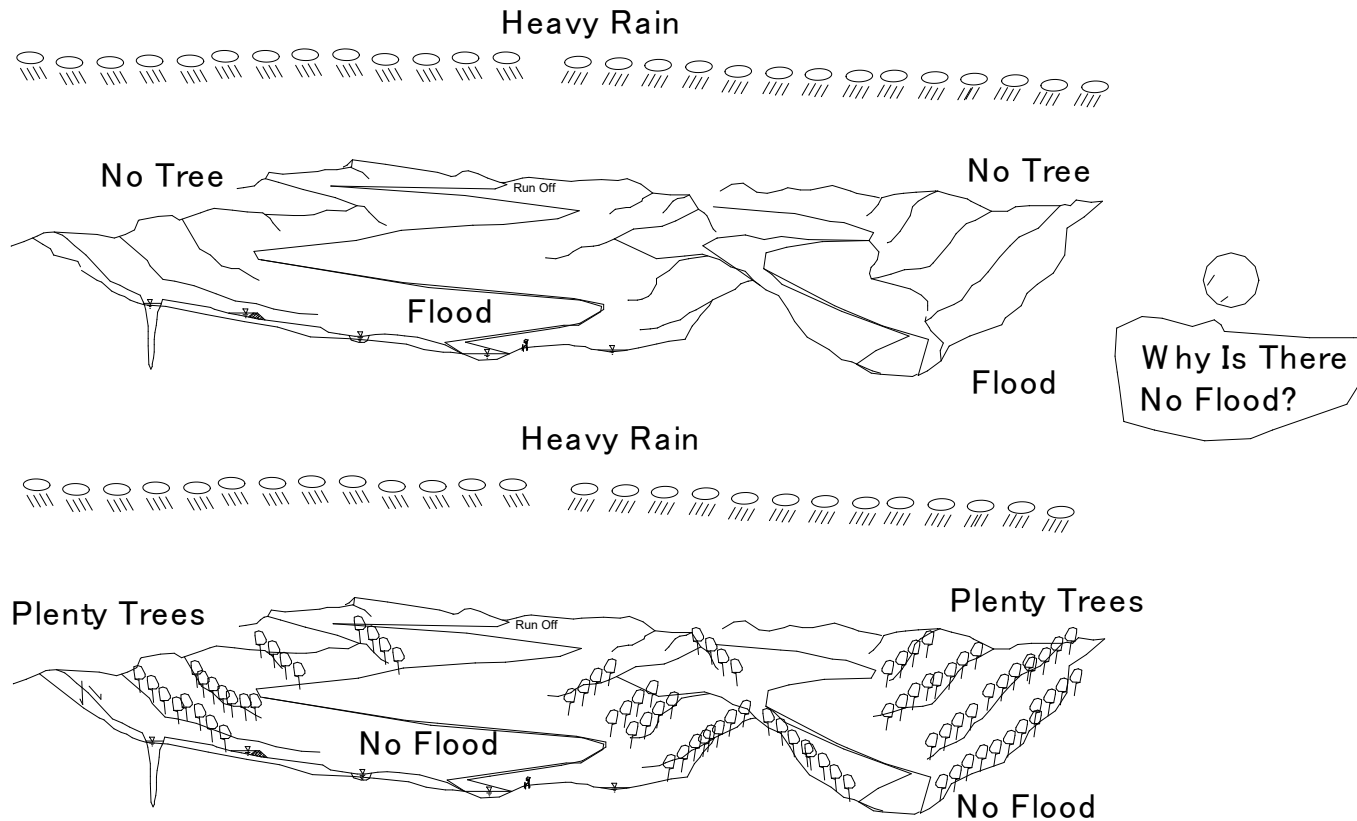 Heavy Rain
No Tree
No Tree
Run Off
Flood
Flood
Why Is There
No Flood?
Heavy Rain
Plenty Trees
Plenty Trees
Run Off
No Flood
No Flood